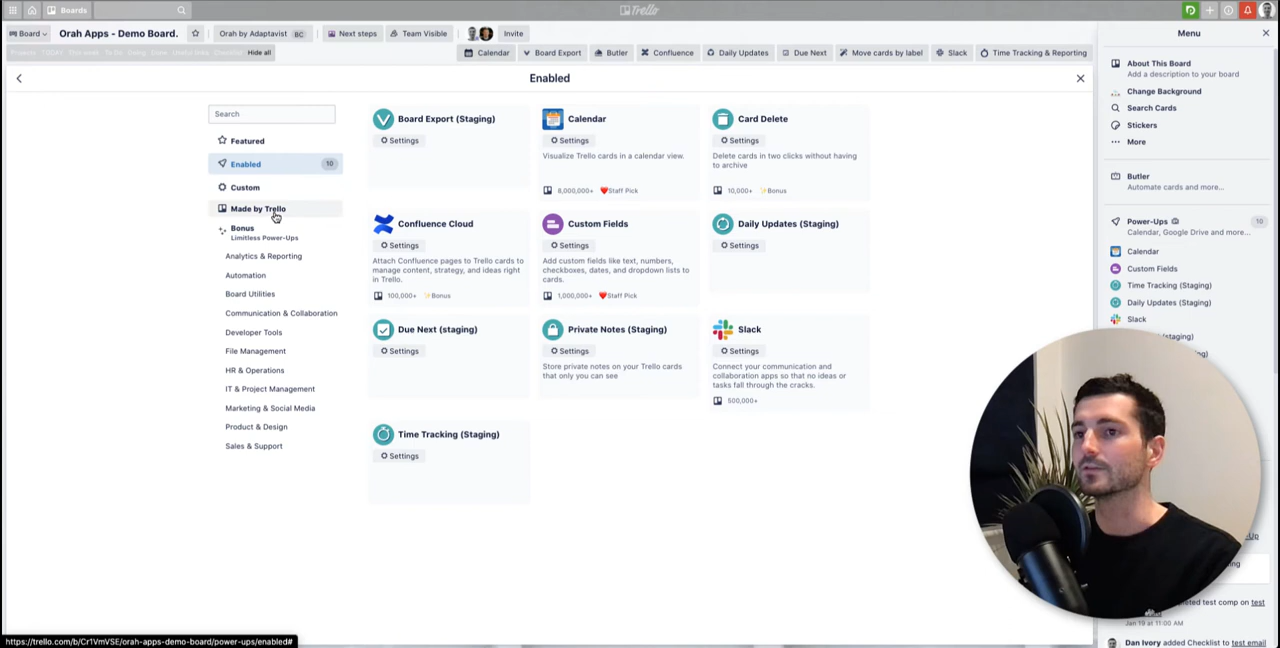 Boards
Trello
Board
Orah Apps - Demo Board.
Orah by Adaptavist
BC
Next steps
Team Visible
Invite
Hide all
Calendar
Board Export
Butler
Confluence
Daily Updates
Due Next
Move cards by label
Slack
Time Tracking & Reporting
Enabled
Search
Featured
Enabled
10
Custom
Made by Trello
Bonus
Limitless Power-Ups
Analytics & Reporting
Automation
Board Utilities
Communication & Collaboration
Developer Tools
File Management
HR & Operations
IT & Project Management
Marketing & Social Media
Product & Design
Sales & Support
Board Export (Staging)
Settings
Calendar
Settings
Visualize Trello cards in a calendar view.
8,000,000+ Staff Pick
Card Delete
Settings
Delete cards in two clicks without having
to archive
10,000+ Bonus
Confluence Cloud
Settings
Attach Confluence pages to Trello cards to
manage content, strategy, and ideas right
in Trello.
100,000+ Bonus
Custom Fields
Settings
Add custom fields like text, numbers,
checkboxes, dates, and dropdown lists to
cards.
1,000,000+ Staff Pick
Daily Updates (Staging)
Settings
Due Next (staging)
Settings
Private Notes (Staging)
Settings
Store private notes on your Trello cards
that only you can see
Slack
Settings
Connect your communication and
collaboration apps so that no ideas or
tasks fall through the cracks.
500,000+
Time Tracking (Staging)
Settings
Menu
About This Board
Add a description to your board
Change Background
Search Cards
Stickers
More
Butler
Automate cards and more...
Power-Ups
10
Calendar, Google Drive and more...
Calendar
Custom Fields
Time Tracking (Staging)
Daily Updates (Staging)
Slack
(staging)
test comp on test
Jan 19 at 11:00 AM
Dan Ivory added Checklist to test email
https://trello.com/b/Cr1VmVSE/orah-apps-demo-board/power-ups/enabled#